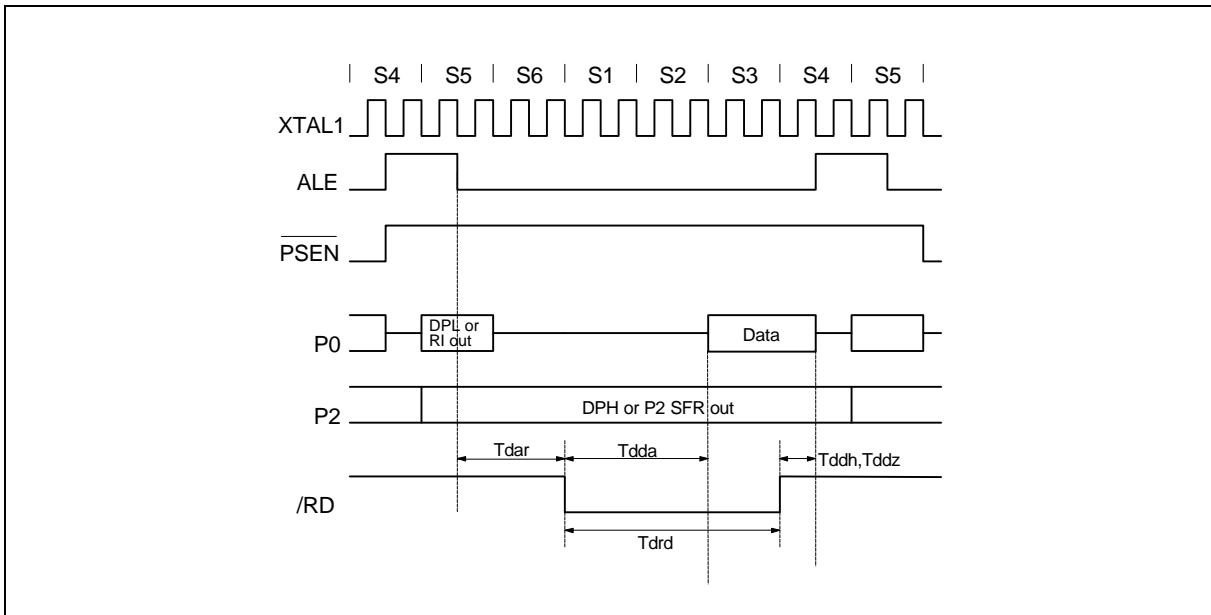 | S4 | S5 | S6 | S1 | S2 | S3 | S4 | S5 |
XTAL1
ALE
PSEN
P0
DPL or
RI out
Data
P2
DPH or P2 SFR out
Tdar
Tdda
Tddh,Tddz
/RD
Tdrd